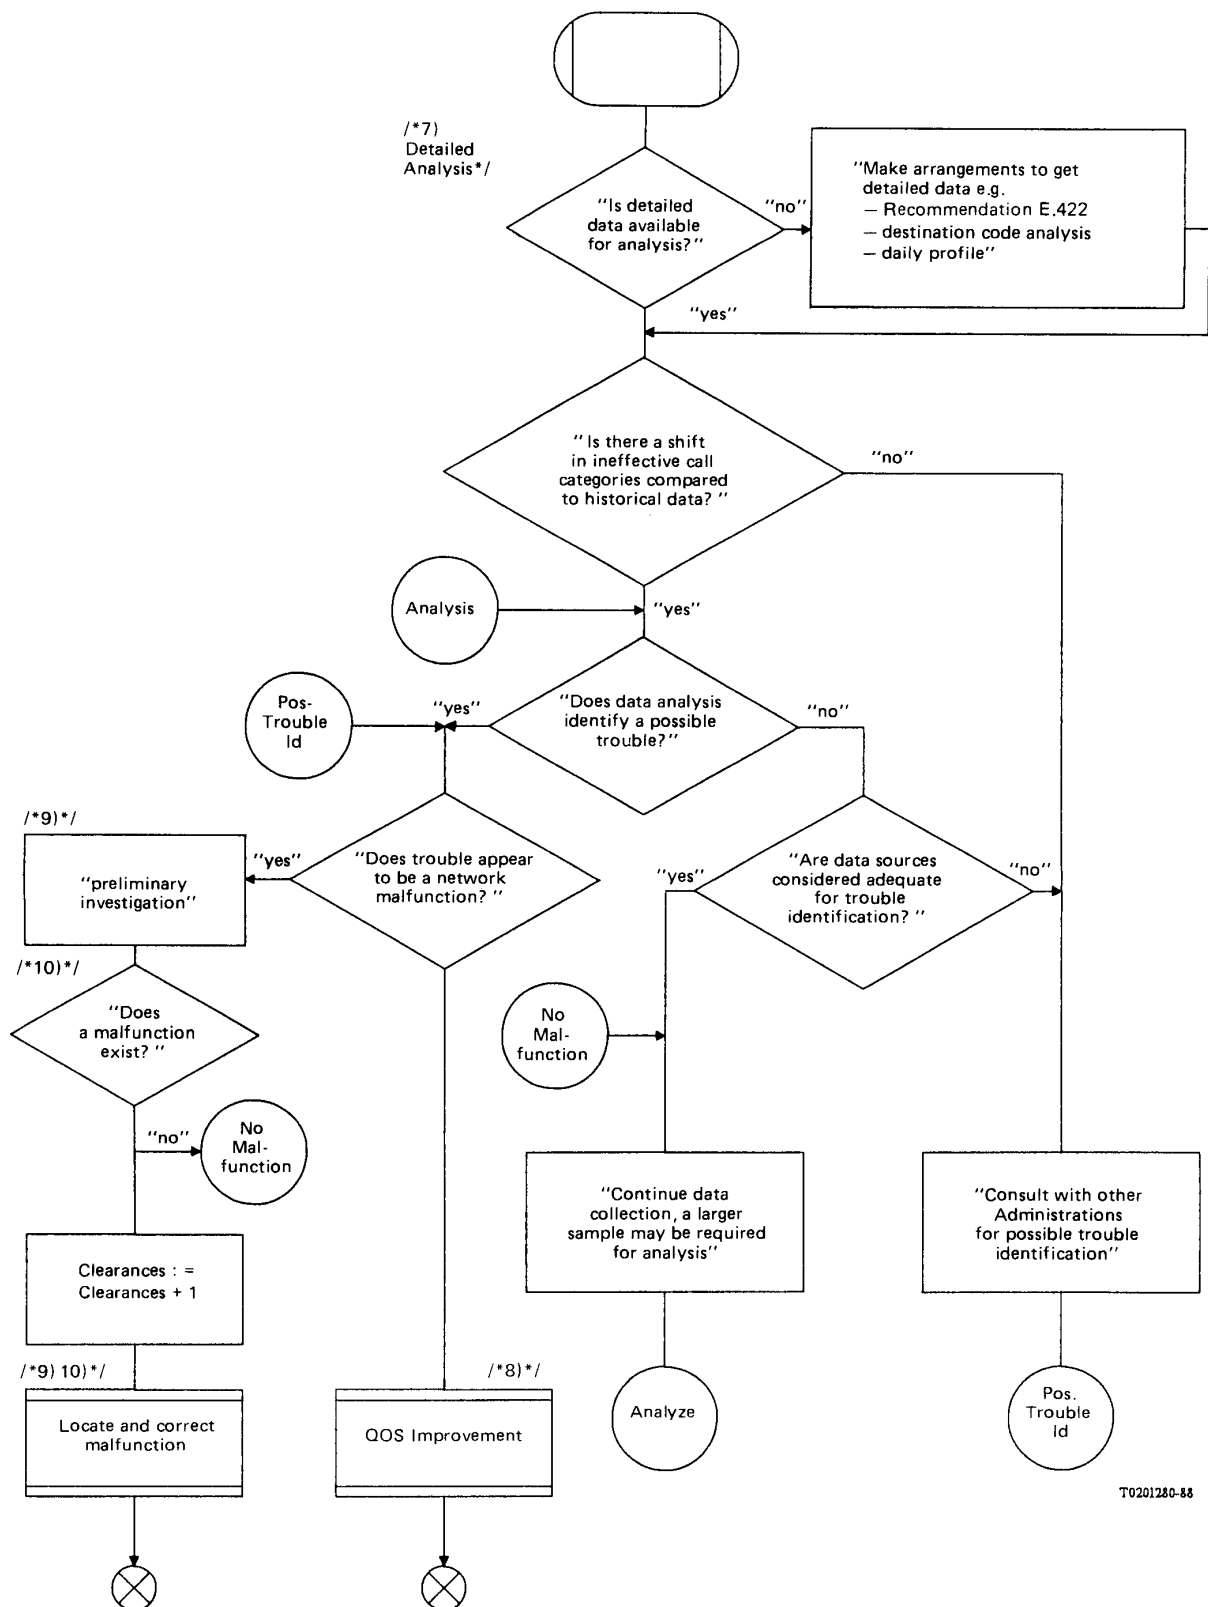 /*7)
Detailed
Analysis*/
"Is detailed
data available
for analysis?"
"no"
"Make arrangements to get
detailed data e.g.
— Recommendation E.422
— destination code analysis
— daily profile"
"yes"
"Is there a shift
in ineffective call
categories compared
to historical data? "
"no"
Analysis
"yes"
Pos-
Trouble
Id
"yes"
"Does data analysis
identify a possible
trouble?"
"no"
/*9)*/
"preliminary
investigation"
"yes"
"Does trouble appear
to be a network
malfunction? "
"yes"
"Are data sources
considered adequate
for trouble
identification? "
"no"
/*10)*/
"Does
a malfunction
exist? "
No
Mal-
function
"no"
No
Mal-
function
"Continue data
collection, a larger
sample may be required
for analysis"
"Consult with other
Administrations
for possible trouble
identification"
Clearances : =
Clearances + 1
/*9) 10)*/
Locate and correct
malfunction
/*8)*/
QOS Improvement
Analyze
Pos.
Trouble
Id
T0201280-88